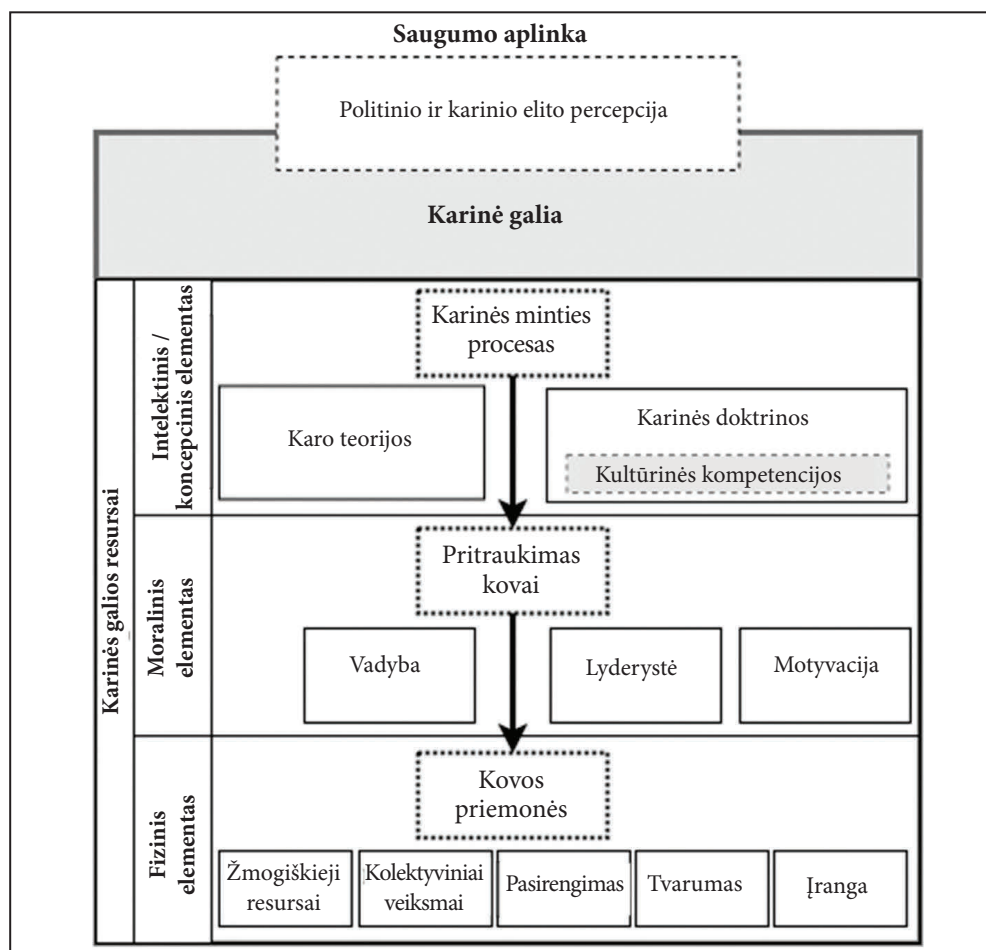 Saugumo aplinka
Politinio ir karinio elito percepcija
Karinė galia
Karinės galios resursai
Intelektinis /
koncepcinis elementas
Karinės minties
procesas
Karo teorijos
Karinės doktrinos
Kultūrinės kompetencijos
Moralinis
elementas
Pritraukimas
kovai
Vadyba
Lyderystė
Motyvacija
Fizinis
elementas
Kovos
priemonės
Žmogiškieji
resursai
Kolektyviniai
veiksmai
Pasirengimas
Tvarumas
Įranga